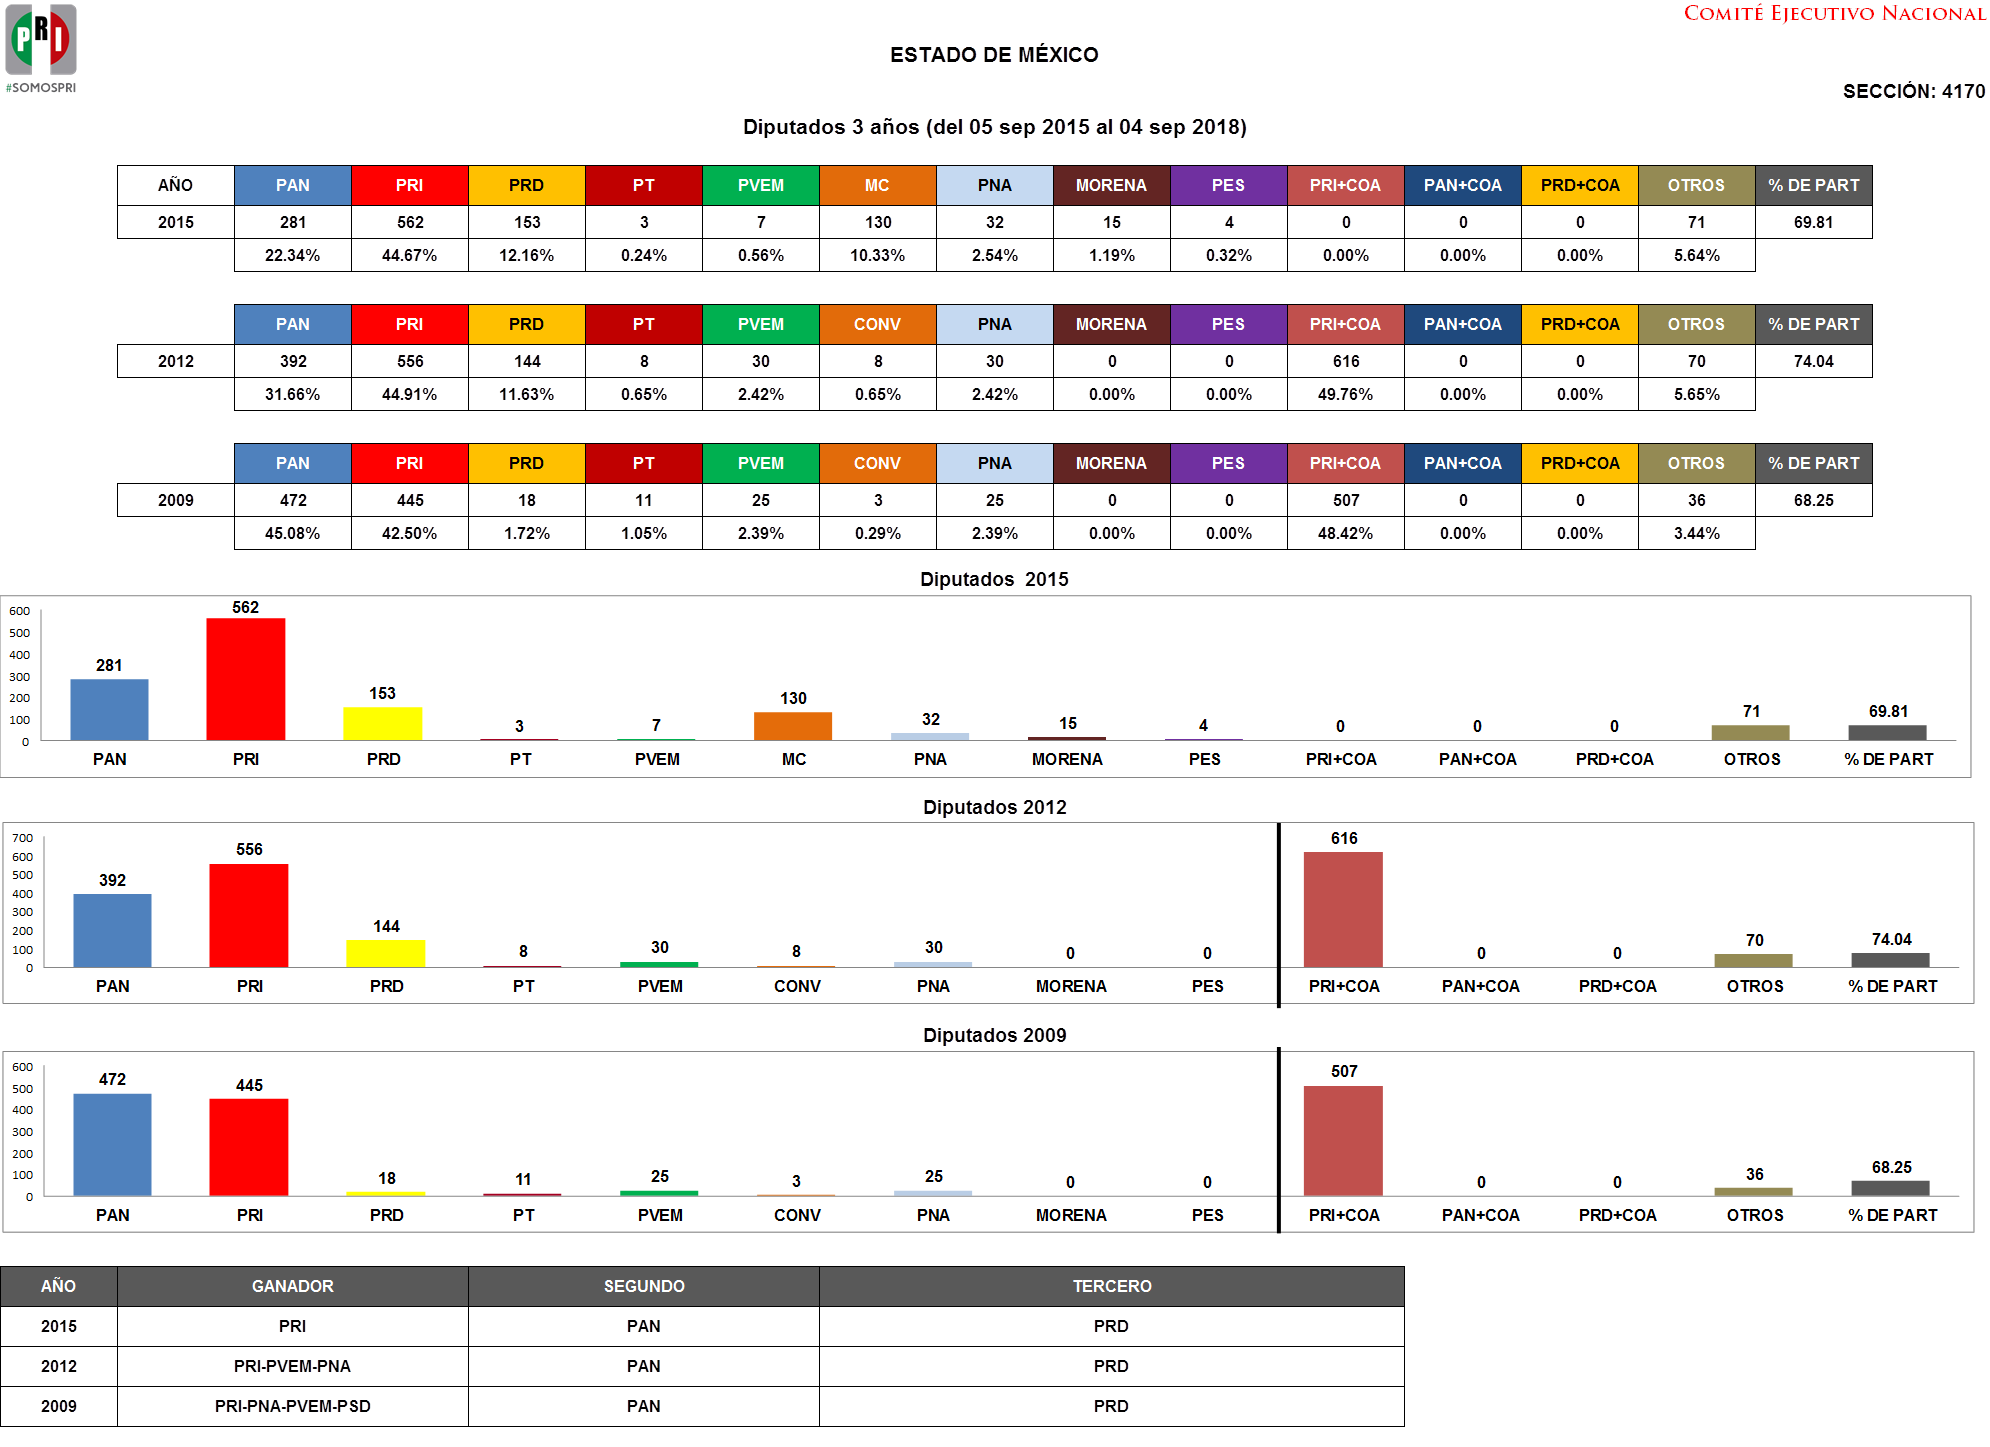 PRI
#SOMOSPRI
COMITÉ EJECUTIVO NACIONAL
ESTADO DE MÉXICO
SECCIÓN: 4170
Diputados 3 años (del 05 sep 2015 al 04 sep 2018)
AÑO PAN PRI PRD PT PVEM MC PNA MORENA PES PRI+COA PAN+COA PRD+COA OTROS % DE PART
2015 281 562 153 3 7 130 32 15 4 0 0 0 71 69.81
22.34% 44.67% 12.16% 0.24% 0.56% 10.33% 2.54% 1.19% 0.32% 0.00% 0.00% 0.00% 5.64%
PAN PRI PRD PT PVEM CONV PNA MORENA PES PRI+COA PAN+COA PRD+COA OTROS % DE PART
2012 392 556 144 8 30 8 30 0 0 616 0 0 70 74.04
31.66% 44.91% 11.63% 0.65% 2.42% 0.65% 2.42% 0.00% 0.00% 49.76% 0.00% 0.00% 5.65%
PAN PRI PRD PT PVEM CONV PNA MORENA PES PRI+COA PAN+COA PRD+COA OTROS % DE PART
2009 472 445 18 11 25 3 25 0 0 507 0 0 36 68.25
45.08% 42.50% 1.72% 1.05% 2.39% 0.29% 2.39% 0.00% 0.00% 48.42% 0.00% 0.00% 3.44%
Diputados 2015
600
500
400
300
200
100
0
281 562 153 3 7 130 32 15 4 0 0 0 71 69.81
PAN PRI PRD PT PVEM MC PNA MORENA PES PRI+COA PAN+COA PRD+COA OTROS % DE PART
Diputados 2012
700
600
500
400
300
200
100
0
392 556 144 8 30 8 30 0 0 616 0 0 70 74.04
PAN PRI PRD PT PVEM CONV PNA MORENA PES PRI+COA PAN+COA PRD+COA OTROS % DE PART
Diputados 2009
600
500
400
300
200
100
0
472 445 18 11 25 3 25 0 0 507 0 0 36 68.25
PAN PRI PRD PT PVEM CONV PNA MORENA PES PRI+COA PAN+COA PRD+COA OTROS % DE PART
AÑO GANADOR SEGUNDO TERCERO
2015 PRI PAN PRD
2012 PRI-PVEM-PNA PAN PRD
2009 PRI-PNA-PVEM-PSD PAN PRD